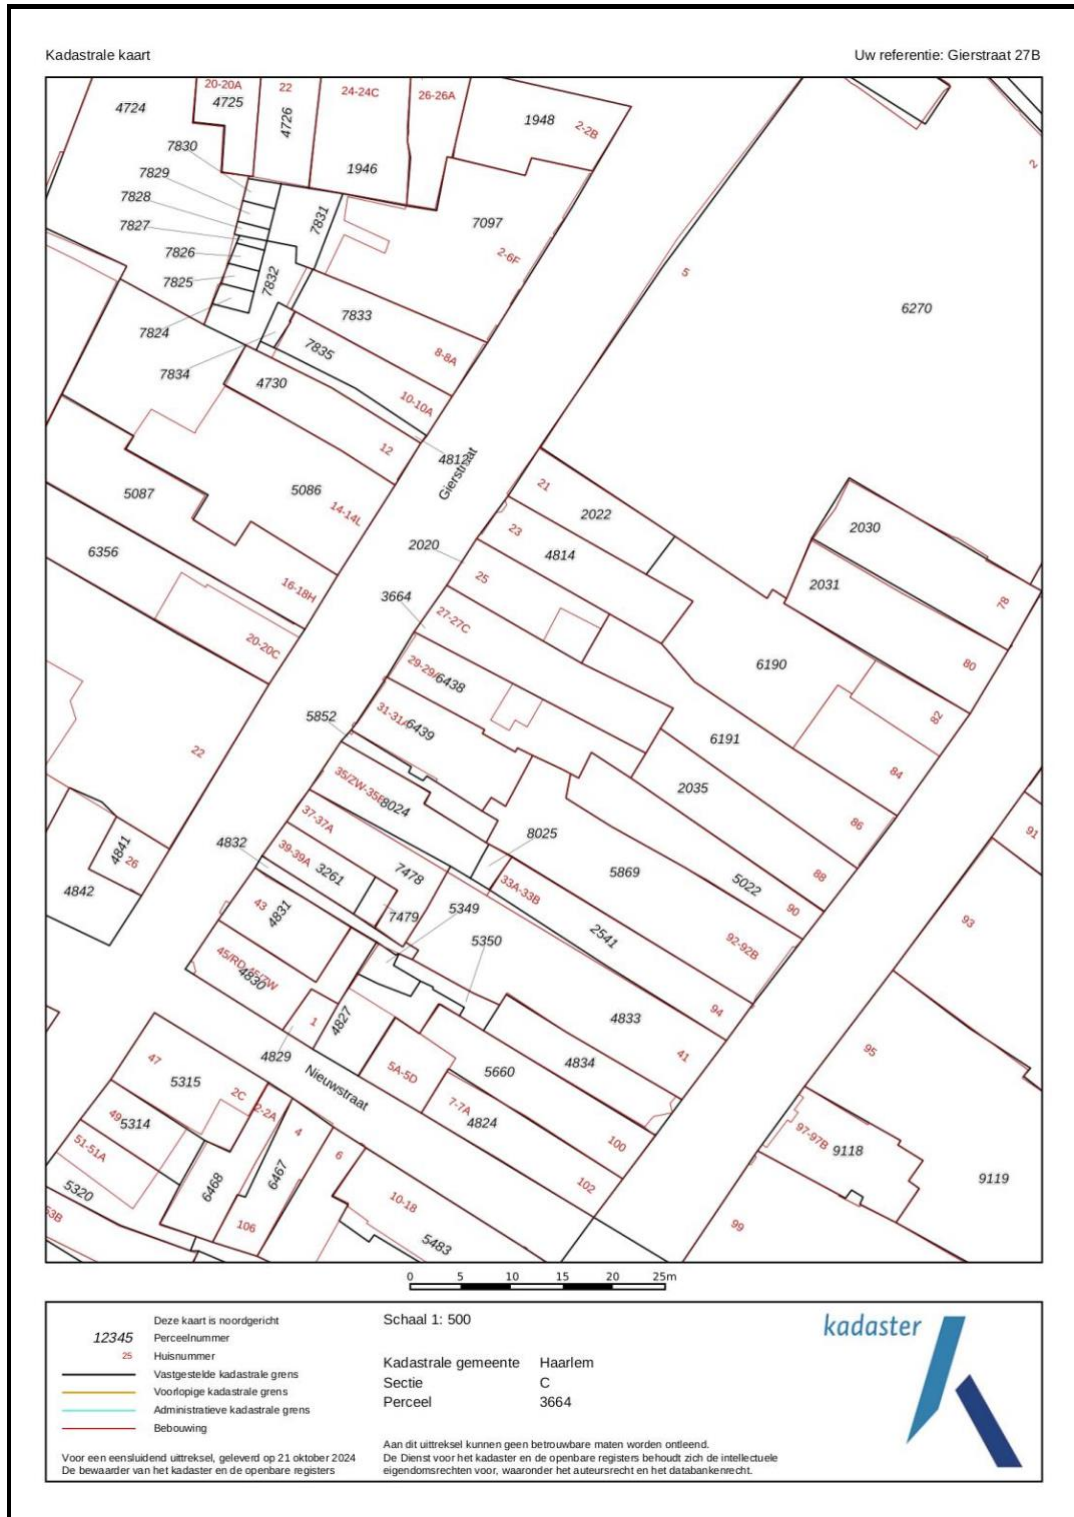 Kadastrale kaart
Uw referentie: Gierstraat 27B
20-20A
22
24-24C
26-26A
4724
4725
4726
1946
1948
2-2B
2
7830
7829
7828
7827
7826
7825
7824
7834
7831
7832
7097
2-6F
5
6270
7833
7835
8-8A
10-10A
4730
12
4812
Gierstraat
5087
5086
14-14L
6356
16-18H
20-20C
21
2022
23
4814
2020
25
3664
27-27C
2030
2031
78
80
6190
82
84
29-29A
6438
31-31A
6439
5852
6191
2035
86
88
22
35/ZW-35R
8024
37-37A
8025
5869
5022
90
91
4841
26
4842
4832
39-39A
3261
7478
7479
33A-33B
5349
5350
2541
92-92B
93
43
4831
45/RD-45/ZW
4830
94
4833
1
4827
4829
Nieuwstraat
4834
41
95
47
5315
2C
2-2A
5A-5D
5660
7-7A
4824
100
102
49
5314
51-51A
4
6
6467
6468
5320
53B
106
10-18
5483
97-97B
9118
9119
99
0 5 10 15 20 25m
Deze kaart is noordgericht
12345 Perceelnummer
25 Huisnummer
Vastgestelde kadastrale grens
Voorlopige kadastrale grens
Administratieve kadastrale grens
Bebouwing
Voor een eensluidend uittreksel, geleverd op 21 oktober 2024
De bewaarder van het kadaster en de openbare registers
Schaal 1: 500
Kadastrale gemeente Haarlem
Sectie C
Perceel 3664
Aan dit uittreksel kunnen geen betrouwbare maten worden ontleend.
De Dienst voor het kadaster en de openbare registers behoudt zich de intellectuele
eigendomsrechten voor, waaronder het auteursrecht en het databankenrecht.
kadaster